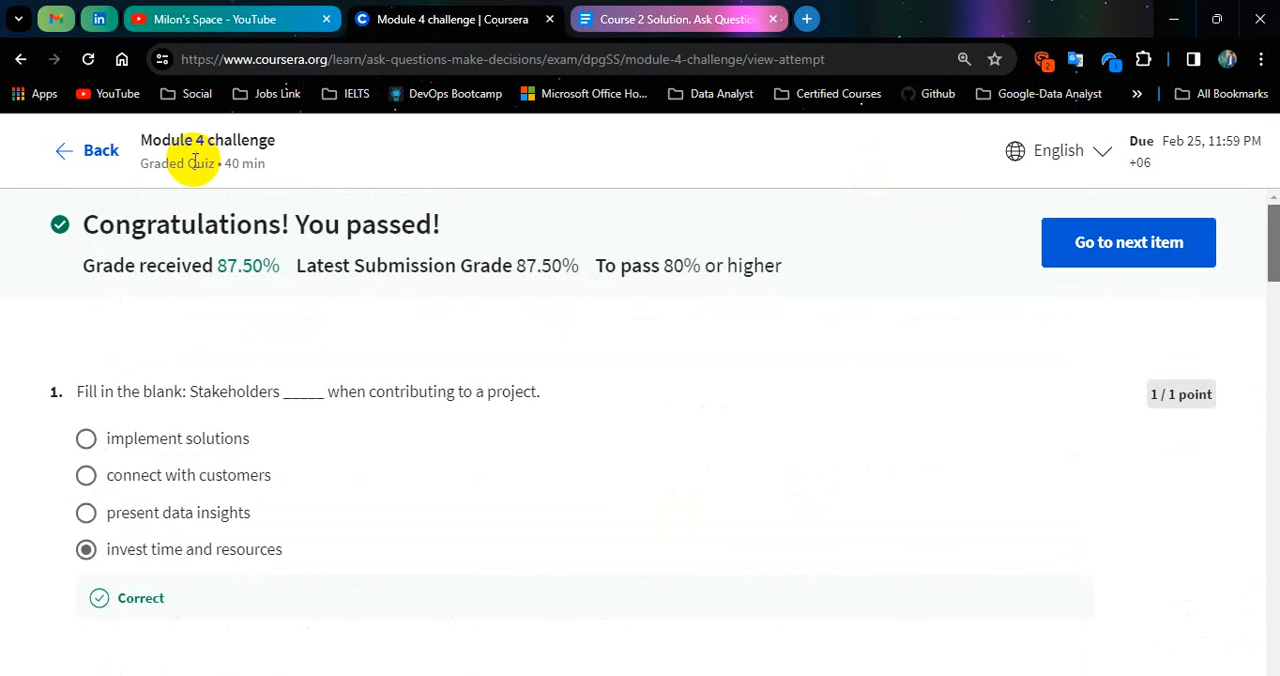 Milon's Space - YouTube
Module 4 challenge | Coursera
Course 2 Solution. Ask Questio
https://www.coursera.org/learn/ask-questions-make-decisions/exam/dpgSS/module-4-challenge/view-attempt
2
1
Apps YouTube Social Jobs Link IELTS DevOps Bootcamp Microsoft Office Ho... Data Analyst Certified Courses Github Google-Data Analyst » All Bookmarks
Back
Module 4 challenge
Graded Quiz • 40 min
English
Due Feb 25, 11:59 PM
+06
Congratulations! You passed!
Grade received 87.50% Latest Submission Grade 87.50% To pass 80% or higher
Go to next item
1. Fill in the blank: Stakeholders _____ when contributing to a project.
1 / 1 point
implement solutions
connect with customers
present data insights
invest time and resources
Correct